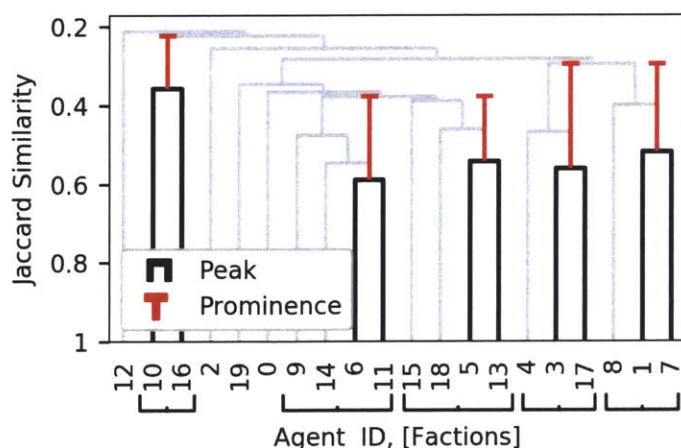 0.2
0.4
0.6
0.8
1
Jaccard Similarity
Peak
Prominence
12 10 16 2 19 0 9 14 6 11 15 18 5 13 4 3 17 8 1 7
Agent ID, [Factions]